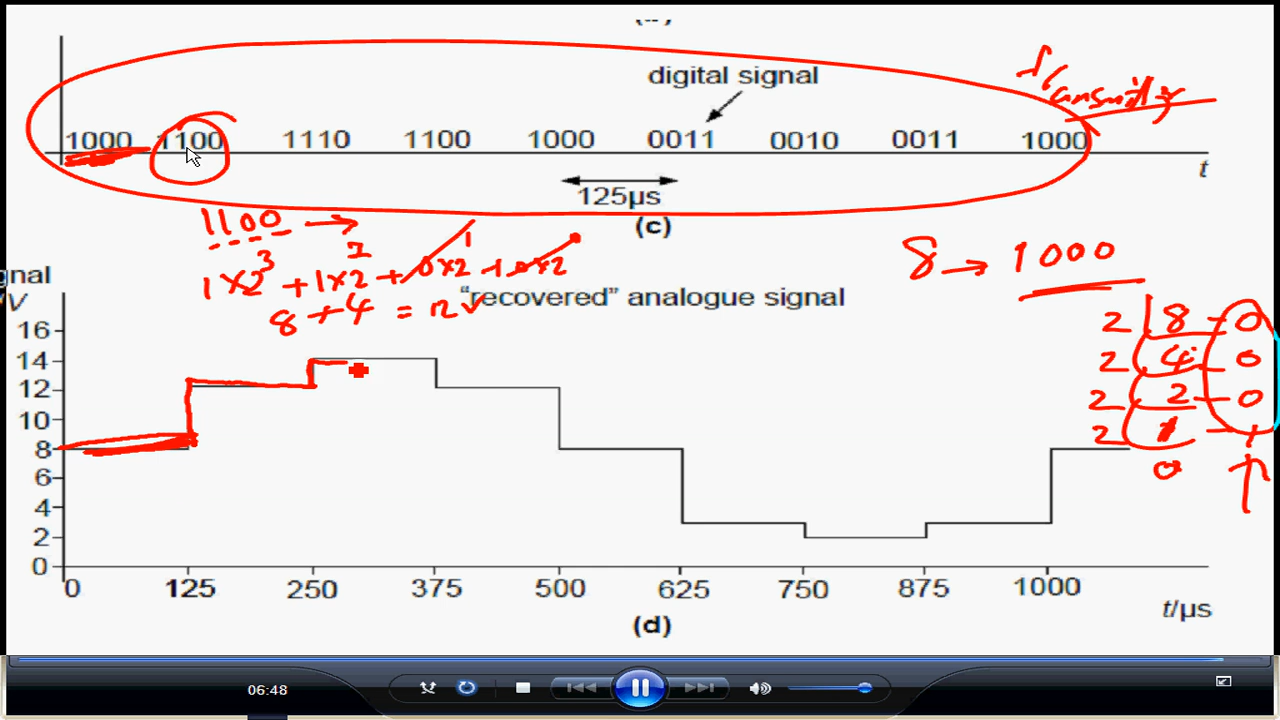 digital signal
1000 1100 1110 1100 1000 0011 0010 0011 1000
t
125μs
(c)
1100 →
8 → 1000
1×2³ + 1×2² + 0×2¹ + 0×2
8 + 4 = 12V
gnal
V
"recovered" analogue signal
16
14
12
10
8
6
4
2
0
2 8 - 0
2 4 - 0
2 2 - 0
2 1 - 1
0
0 125 250 375 500 625 750 875 1000
t/μs
(d)
06:48